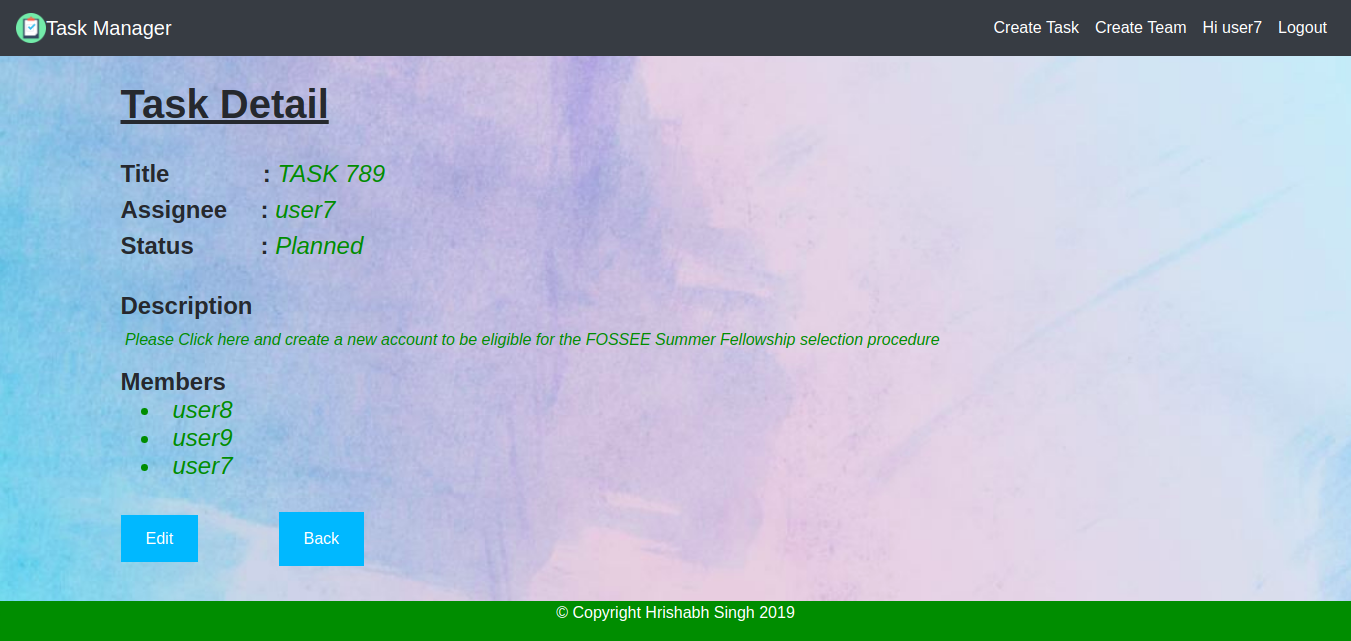 Task Manager
Create Task Create Team Hi user7 Logout
Task Detail
Title : TASK 789
Assignee : user7
Status : Planned
Description
Please Click here and create a new account to be eligible for the FOSSEE Summer Fellowship selection procedure
Members
• user8
• user9
• user7
Edit Back
© Copyright Hrishabh Singh 2019